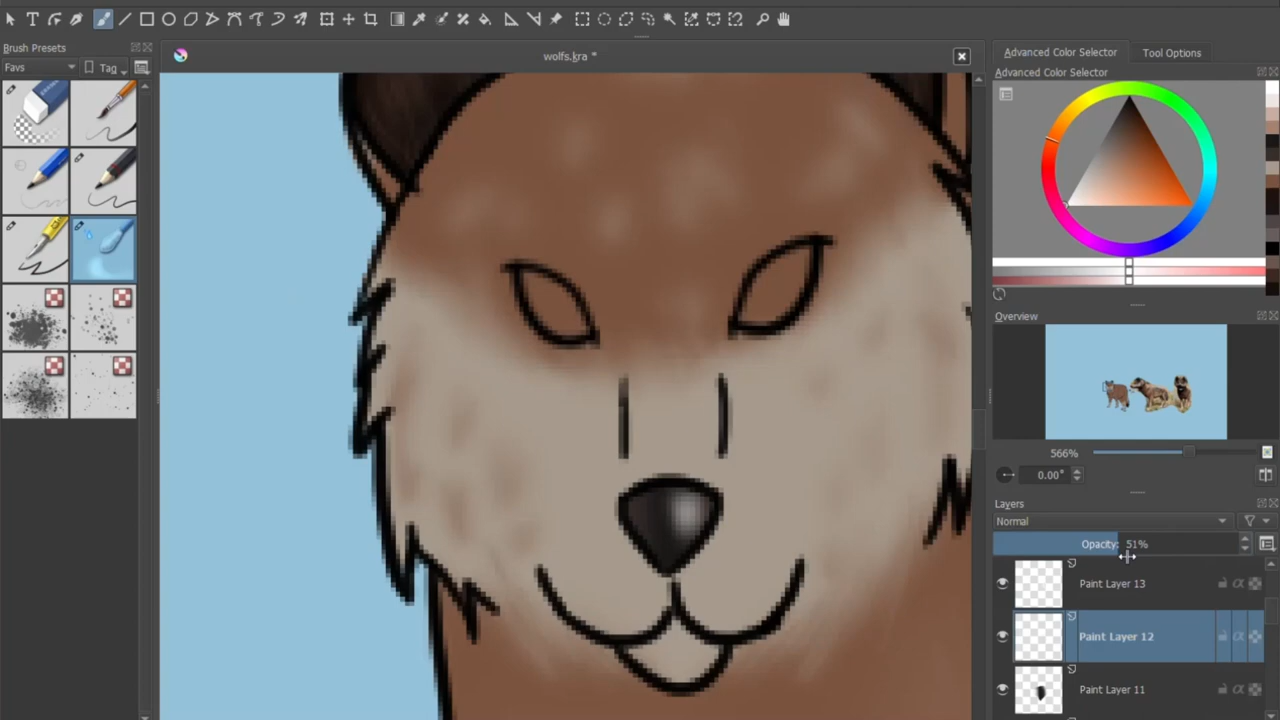 Brush Presets
Favs
Tag
wolfs.kra *
Advanced Color Selector
Tool Options
Advanced Color Selector
Overview
566%
0.00°
Layers
Normal
Opacity: 51%
Paint Layer 13
Paint Layer 12
Paint Layer 11